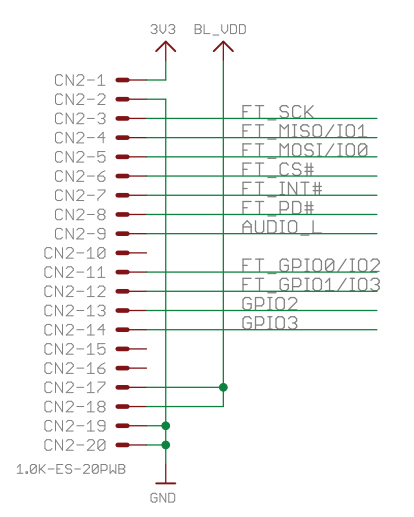 3V3 BL_VDD
CN2-1
CN2-2
CN2-3 FT_SCK
CN2-4 FT_MISO/IO1
CN2-5 FT_MOSI/IO0
CN2-6 FT_CS#
CN2-7 FT_INT#
CN2-8 FT_PD#
CN2-9 AUDIO_L
CN2-10
CN2-11 FT_GPIO0/IO2
CN2-12 FT_GPIO1/IO3
CN2-13 GPIO2
CN2-14 GPIO3
CN2-15
CN2-16
CN2-17
CN2-18
CN2-19
CN2-20
1.0K-ES-20PWB
GND